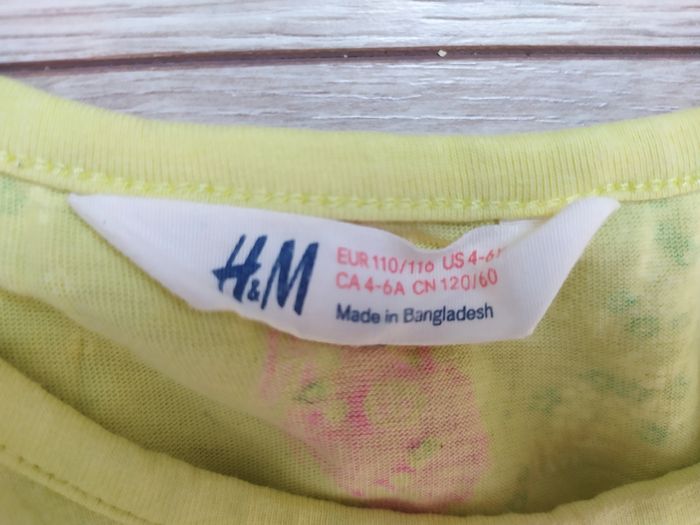 H&M
EUR 110/116 US 4-6
CA 4-6A CN 120/60
Made in Bangladesh